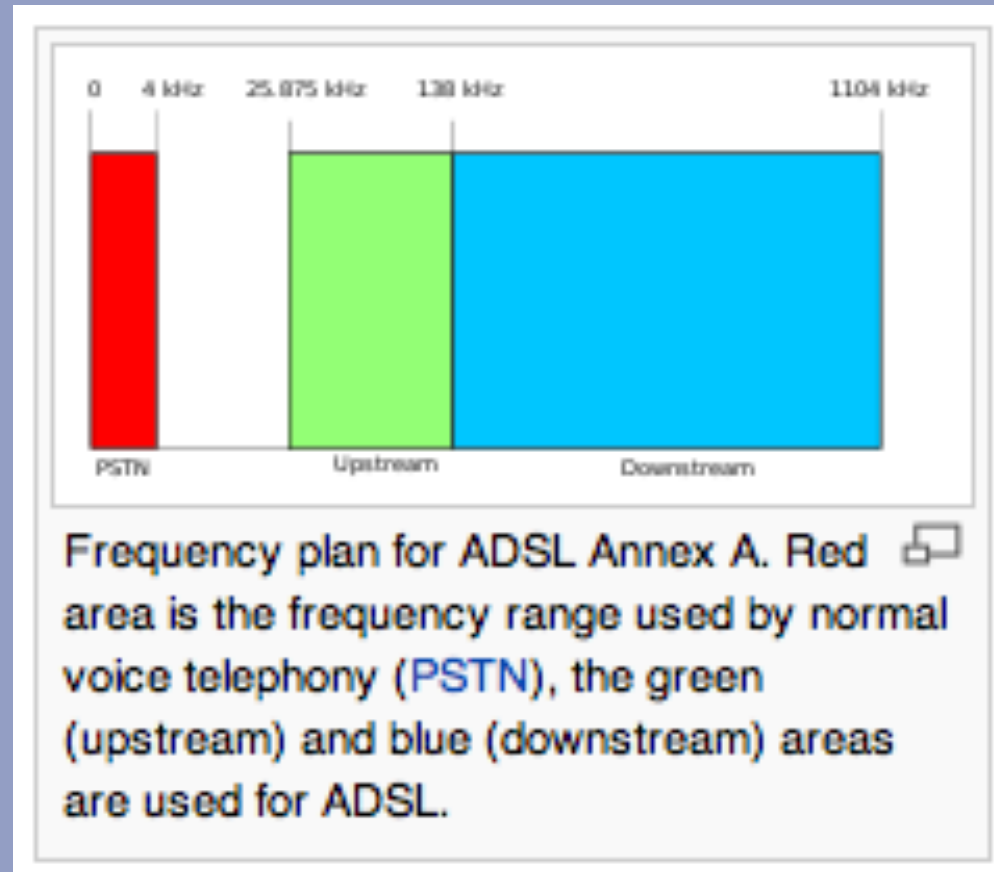 0 4 kHz 25.875 kHz 138 kHz 1104 kHz
PSTN Upstream Downstream
Frequency plan for ADSL Annex A. Red
area is the frequency range used by normal
voice telephony (PSTN), the green
(upstream) and blue (downstream) areas
are used for ADSL.